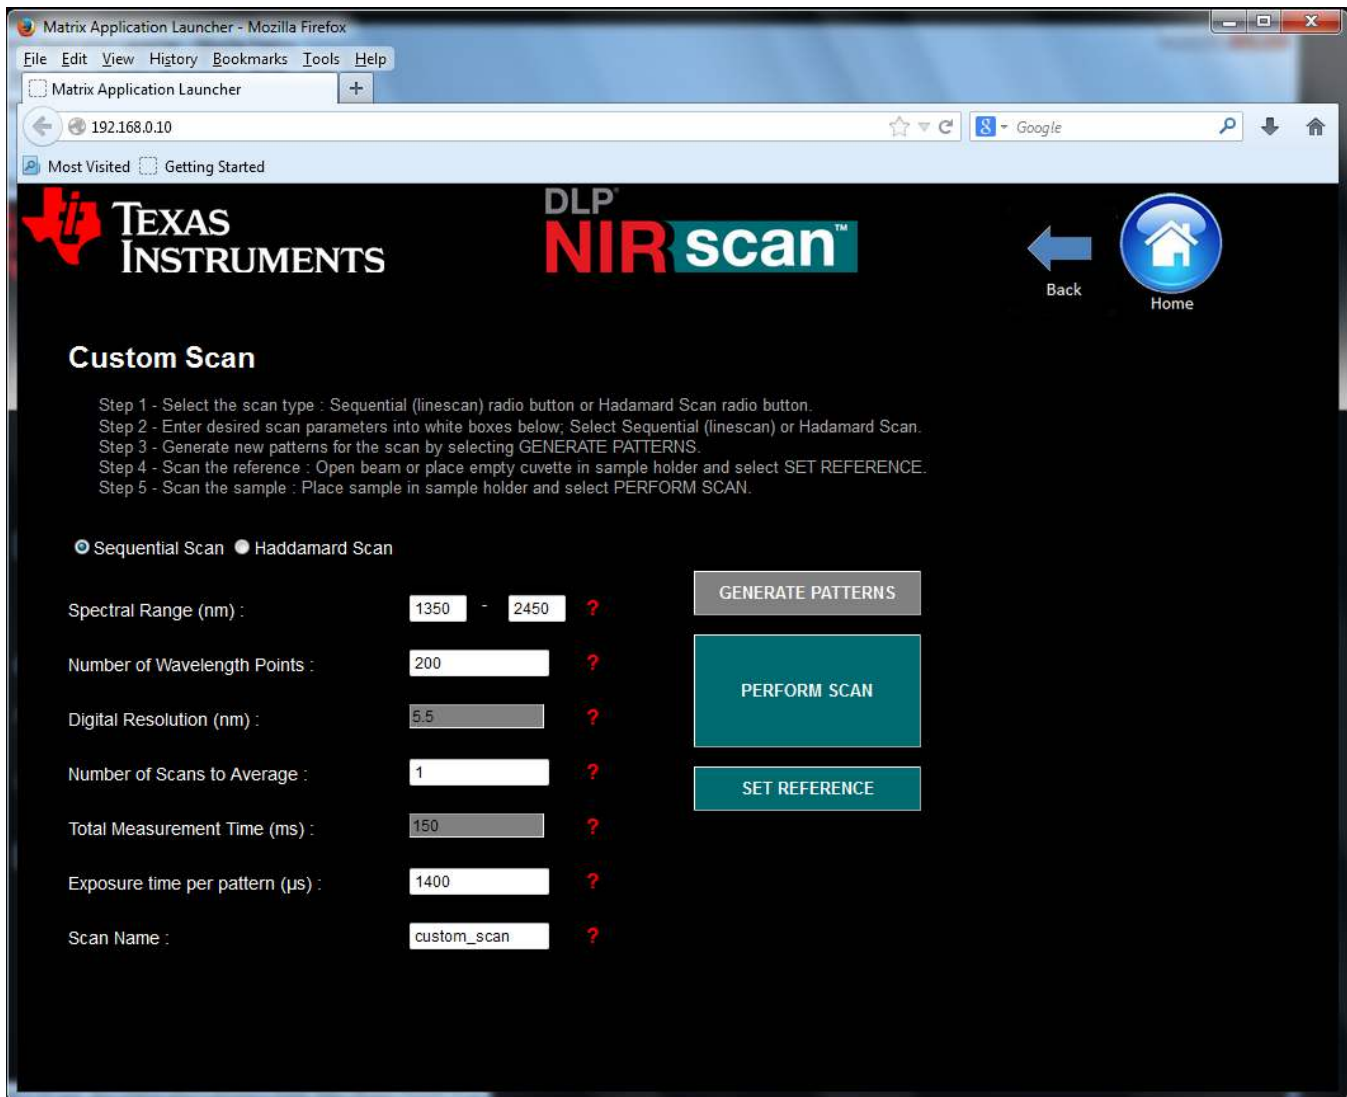 Matrix Application Launcher - Mozilla Firefox
File Edit View History Bookmarks Tools Help
Matrix Application Launcher +
192.168.0.10 8 Google
Most Visited Getting Started
TEXAS INSTRUMENTS
DLP®
NIR scan™
Back
Home
Custom Scan
Step 1 - Select the scan type : Sequential (linescan) radio button or Hadamard Scan radio button.
Step 2 - Enter desired scan parameters into white boxes below; Select Sequential (linescan) or Hadamard Scan.
Step 3 - Generate new patterns for the scan by selecting GENERATE PATTERNS.
Step 4 - Scan the reference : Open beam or place empty cuvette in sample holder and select SET REFERENCE.
Step 5 - Scan the sample : Place sample in sample holder and select PERFORM SCAN.
Sequential Scan Haddamard Scan
Spectral Range (nm) : 1350 - 2450 ?
Number of Wavelength Points : 200 ?
Digital Resolution (nm) : 5.5 ?
Number of Scans to Average : 1 ?
Total Measurement Time (ms) : 150 ?
Exposure time per pattern (µs) : 1400 ?
Scan Name : custom_scan ?
GENERATE PATTERNS
PERFORM SCAN
SET REFERENCE